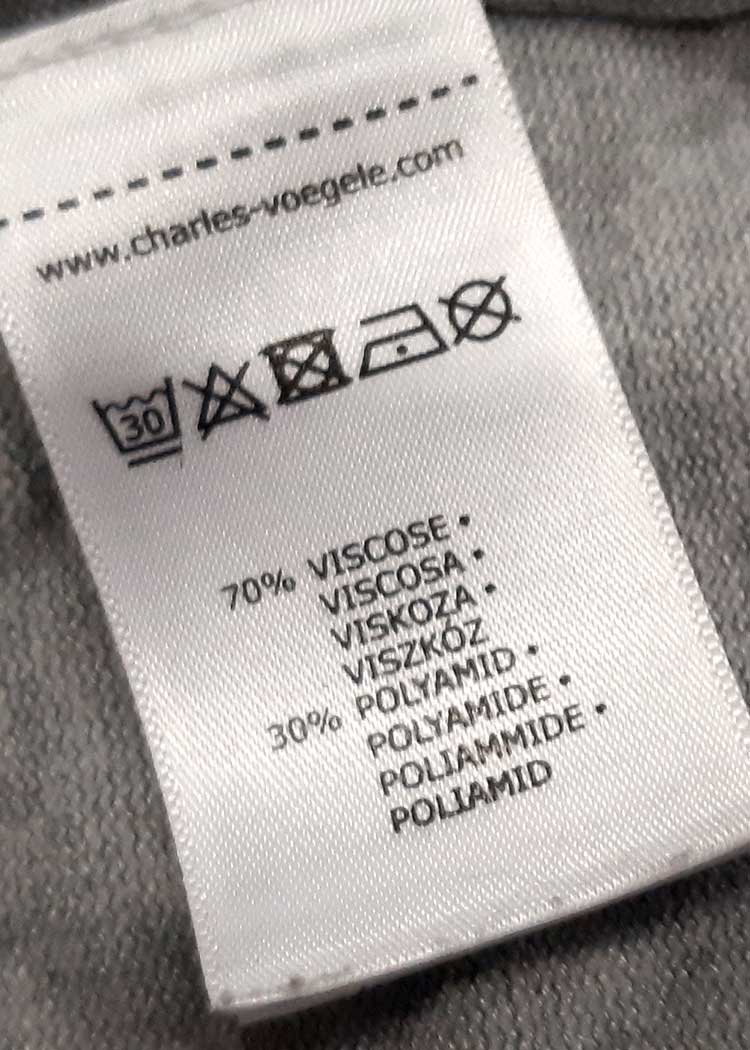 www.charles-voegele.com
30
70% VISCOSE •
VISCOSA •
VISKOZA •
VISZKÓZ
30% POLYAMID •
POLYAMIDE •
POLIAMMIDE •
POLIAMID